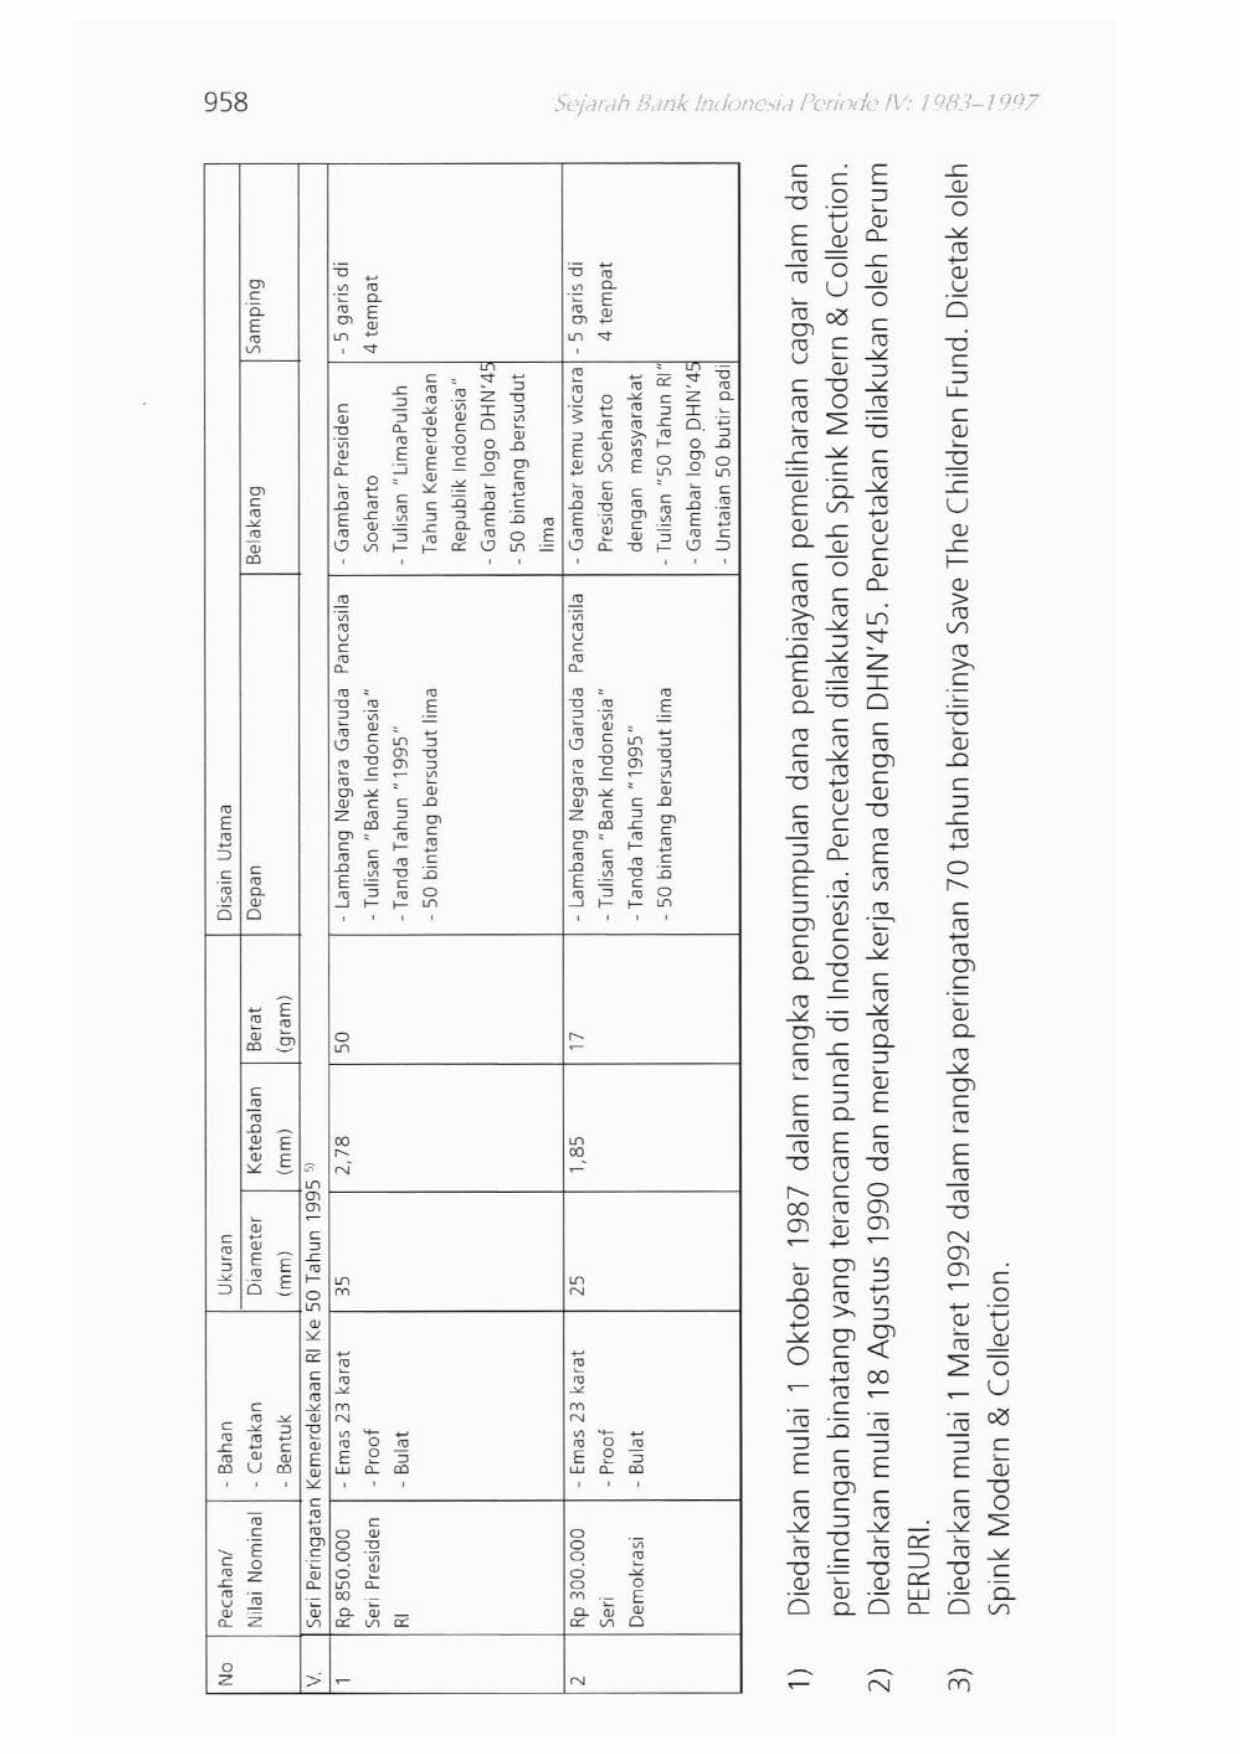 958
Sejarah Bank Indonesia Periode IV: 1983–1997
No
Pecahan/
Nilai Nominal
- Bahan
- Cetakan
- Bentuk
Ukuran
Diameter
(mm)
Ketebalan
(mm)
Berat
(gram)
Disain Utama
Depan
Belakang
Samping
V.
Seri Peringatan Kemerdekaan RI Ke 50 Tahun 1995 5)
1
Rp 850.000
Seri Presiden
RI
- Emas 23 karat
- Proof
- Bulat
35
2,78
50
- Lambang Negara Garuda Pancasila
- Tulisan "Bank Indonesia"
- Tanda Tahun "1995"
- 50 bintang bersudut lima
- Gambar Presiden
Soeharto
- Tulisan "LimaPuluh
Tahun Kemerdekaan
Republik Indonesia"
- Gambar logo DHN'45
- 50 bintang bersudut
lima
- 5 garis di
4 tempat
2
Rp 300.000
Seri
Demokrasi
- Emas 23 karat
- Proof
- Bulat
25
1,85
17
- Lambang Negara Garuda Pancasila
- Tulisan "Bank Indonesia"
- Tanda Tahun "1995"
- 50 bintang bersudut lima
- Gambar temu wicara
Presiden Soeharto
dengan masyarakat
- Tulisan "50 Tahun RI"
- Gambar logo DHN'45
- Untaian 50 butir padi
- 5 garis di
4 tempat
1) Diedarkan mulai 1 Oktober 1987 dalam rangka pengumpulan dana pembiayaan pemeliharaan cagar alam dan
perlindungan binatang yang terancam punah di Indonesia. Pencetakan dilakukan oleh Spink Modern & Collection.
2) Diedarkan mulai 18 Agustus 1990 dan merupakan kerja sama dengan DHN'45. Pencetakan dilakukan oleh Perum
PERURI.
3) Diedarkan mulai 1 Maret 1992 dalam rangka peringatan 70 tahun berdirinya Save The Children Fund. Dicetak oleh
Spink Modern & Collection.